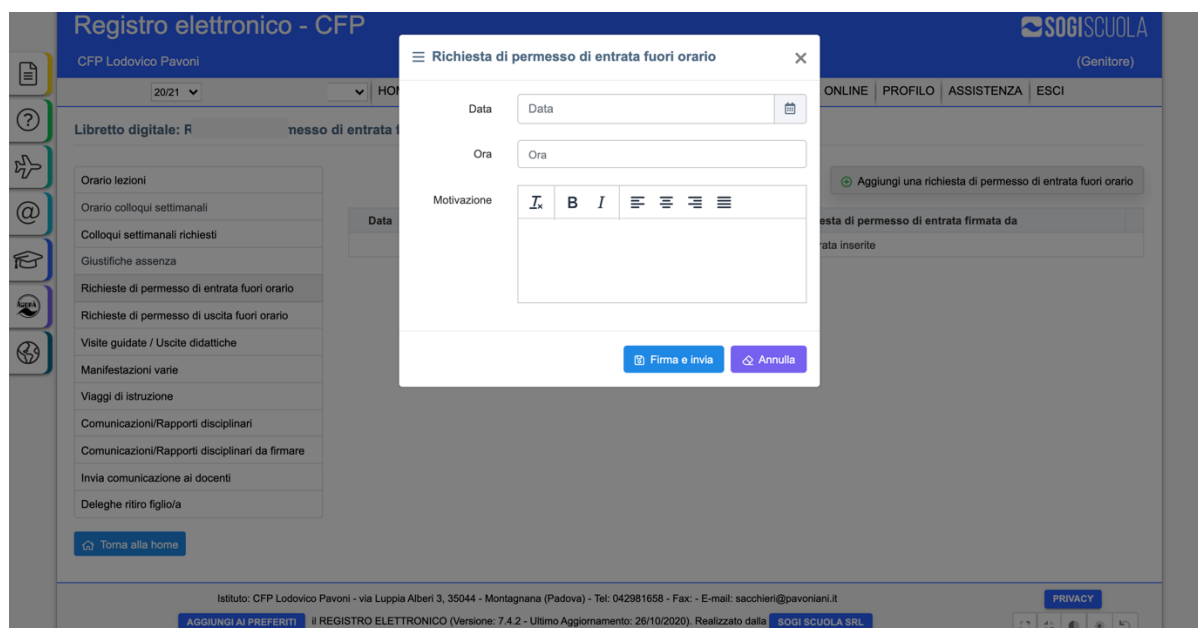 Registro elettronico - CFP
SOGISCUOLA
CFP Lodovico Pavoni
(Genitore)
20/21
ONLINE
PROFILO
ASSISTENZA
ESCI
Libretto digitale:
di entrata
Richiesta di permesso di entrata fuori orario
Data
Data
Ora
Ora
Motivazione
B I
Firma e invia
Annulla
Orario lezioni
Orario colloqui settimanali
Colloqui settimanali richiesti
Giustifiche assenza
Richieste di permesso di entrata fuori orario
Richieste di permesso di uscita fuori orario
Visite guidate / Uscite didattiche
Manifestazioni varie
Viaggi di istruzione
Comunicazioni/Rapporti disciplinari
Comunicazioni/Rapporti disciplinari da firmare
Invia comunicazione ai docenti
Deleghe ritiro figlio/a
Torna alla home
Aggiungi una richiesta di permesso di entrata fuori orario
Data
di permesso di entrata firmata da
inserite
Istituto: CFP Lodovico Pavoni - via Luppia Alberi 3, 35044 - Montagnana (Padova) - Tel: 042981658 - Fax: - E-mail: sacchieri@pavoniani.it
PRIVACY
AGGIUNGI AI PREFERITI
il REGISTRO ELETTRONICO (Versione: 7.4.2 - Ultimo Aggiornamento: 26/10/2020). Realizzato dalla
SOGI SCUOLA SRL